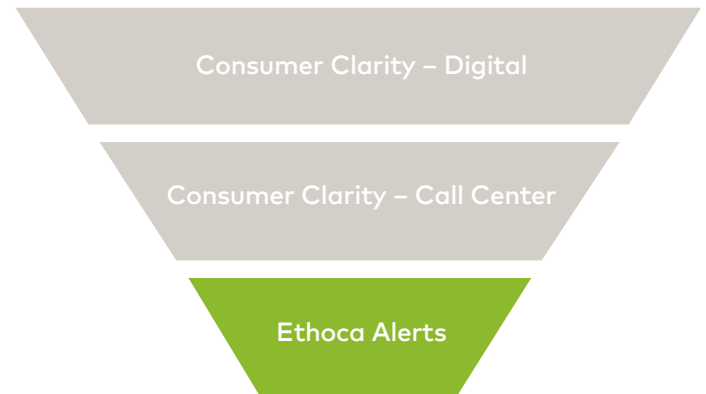 Consumer Clarity – Digital
Consumer Clarity – Call Center
Ethoca Alerts